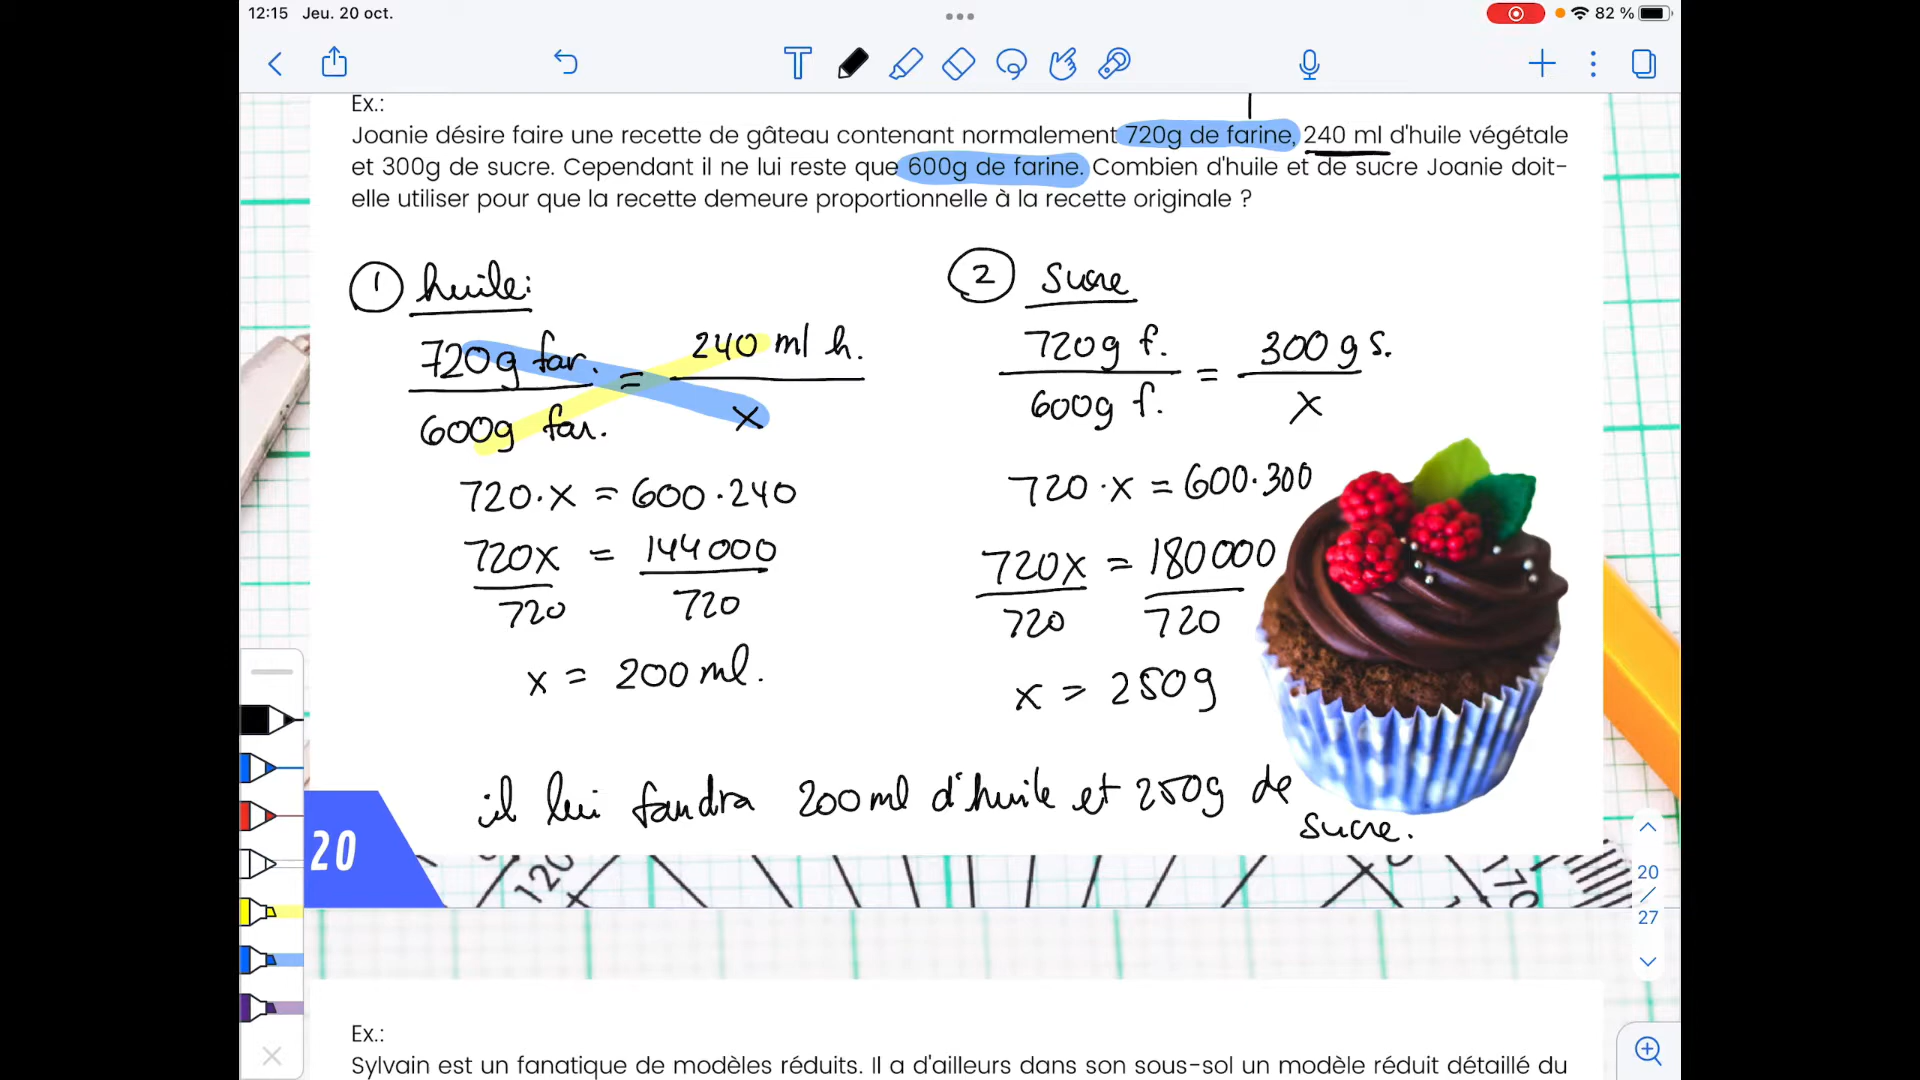 12:15 Jeu. 20 oct.
82 %
Ex.:
Joanie désire faire une recette de gâteau contenant normalement 720g de farine, 240 ml d'huile végétale
et 300g de sucre. Cependant il ne lui reste que 600g de farine. Combien d'huile et de sucre Joanie doit-
elle utiliser pour que la recette demeure proportionnelle à la recette originale ?
1 huile:
720g far. = 240 ml h.
600g far. x
720·x = 600·240
720x = 144000
720 720
x = 200 ml.
2 Sucre
720g f. = 300g s.
600g f. x
720·x = 600·300
720x = 180000
720 720
x = 250g
il lui faudra 200ml d'huile et 250g de
sucre.
20
120
170
20
27
Ex.:
Sylvain est un fanatique de modèles réduits. Il a d'ailleurs dans son sous-sol un modèle réduit détaillé du